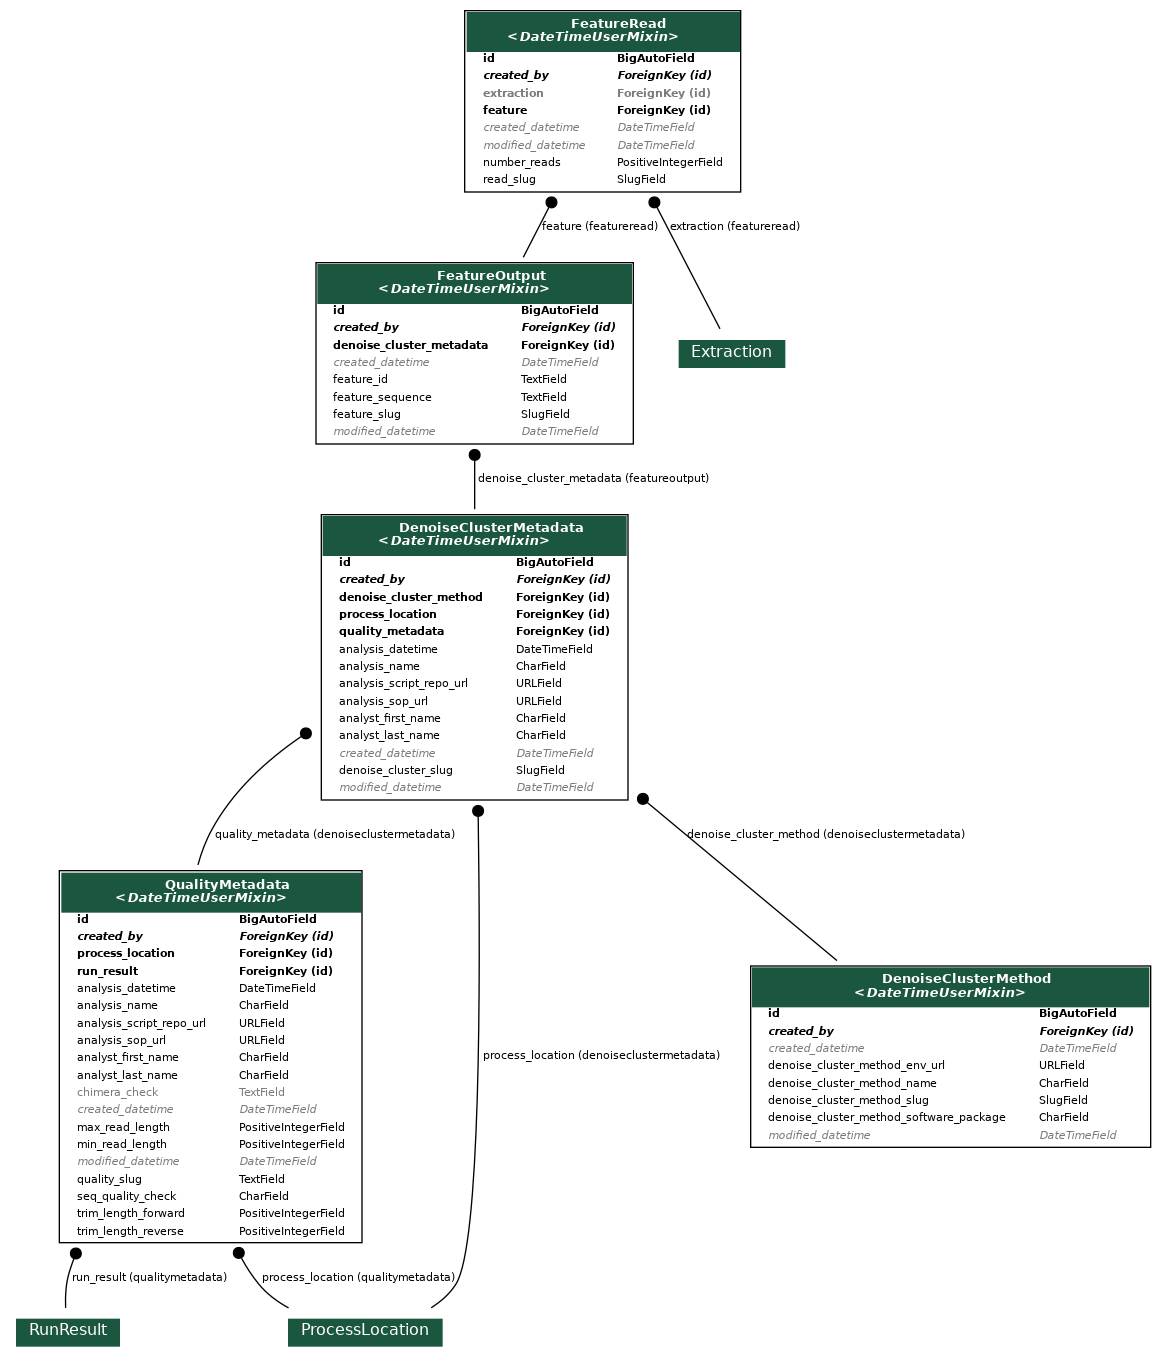 FeatureRead
<DateTimeUserMixin>
id BigAutoField
created_by ForeignKey (id)
extraction ForeignKey (id)
feature ForeignKey (id)
created_datetime DateTimeField
modified_datetime DateTimeField
number_reads PositiveIntegerField
read_slug SlugField
feature (featureread) extraction (featureread)
FeatureOutput
<DateTimeUserMixin>
id BigAutoField
created_by ForeignKey (id)
denoise_cluster_metadata ForeignKey (id)
created_datetime DateTimeField
feature_id TextField
feature_sequence TextField
feature_slug SlugField
modified_datetime DateTimeField
Extraction
denoise_cluster_metadata (featureoutput)
DenoiseClusterMetadata
<DateTimeUserMixin>
id BigAutoField
created_by ForeignKey (id)
denoise_cluster_method ForeignKey (id)
process_location ForeignKey (id)
quality_metadata ForeignKey (id)
analysis_datetime DateTimeField
analysis_name CharField
analysis_script_repo_url URLField
analysis_sop_url URLField
analyst_first_name CharField
analyst_last_name CharField
created_datetime DateTimeField
denoise_cluster_slug SlugField
modified_datetime DateTimeField
quality_metadata (denoiseclustermetadata) denoise_cluster_method (denoiseclustermetadata)
QualityMetadata
<DateTimeUserMixin>
id BigAutoField
created_by ForeignKey (id)
process_location ForeignKey (id)
run_result ForeignKey (id)
analysis_datetime DateTimeField
analysis_name CharField
analysis_script_repo_url URLField
analysis_sop_url URLField
analyst_first_name CharField
analyst_last_name CharField
chimera_check TextField
created_datetime DateTimeField
max_read_length PositiveIntegerField
min_read_length PositiveIntegerField
modified_datetime DateTimeField
quality_slug TextField
seq_quality_check CharField
trim_length_forward PositiveIntegerField
trim_length_reverse PositiveIntegerField
process_location (denoiseclustermetadata)
DenoiseClusterMethod
<DateTimeUserMixin>
id BigAutoField
created_by ForeignKey (id)
created_datetime DateTimeField
denoise_cluster_method_env_url URLField
denoise_cluster_method_name CharField
denoise_cluster_method_slug SlugField
denoise_cluster_method_software_package CharField
modified_datetime DateTimeField
run_result (qualitymetadata) process_location (qualitymetadata)
RunResult ProcessLocation